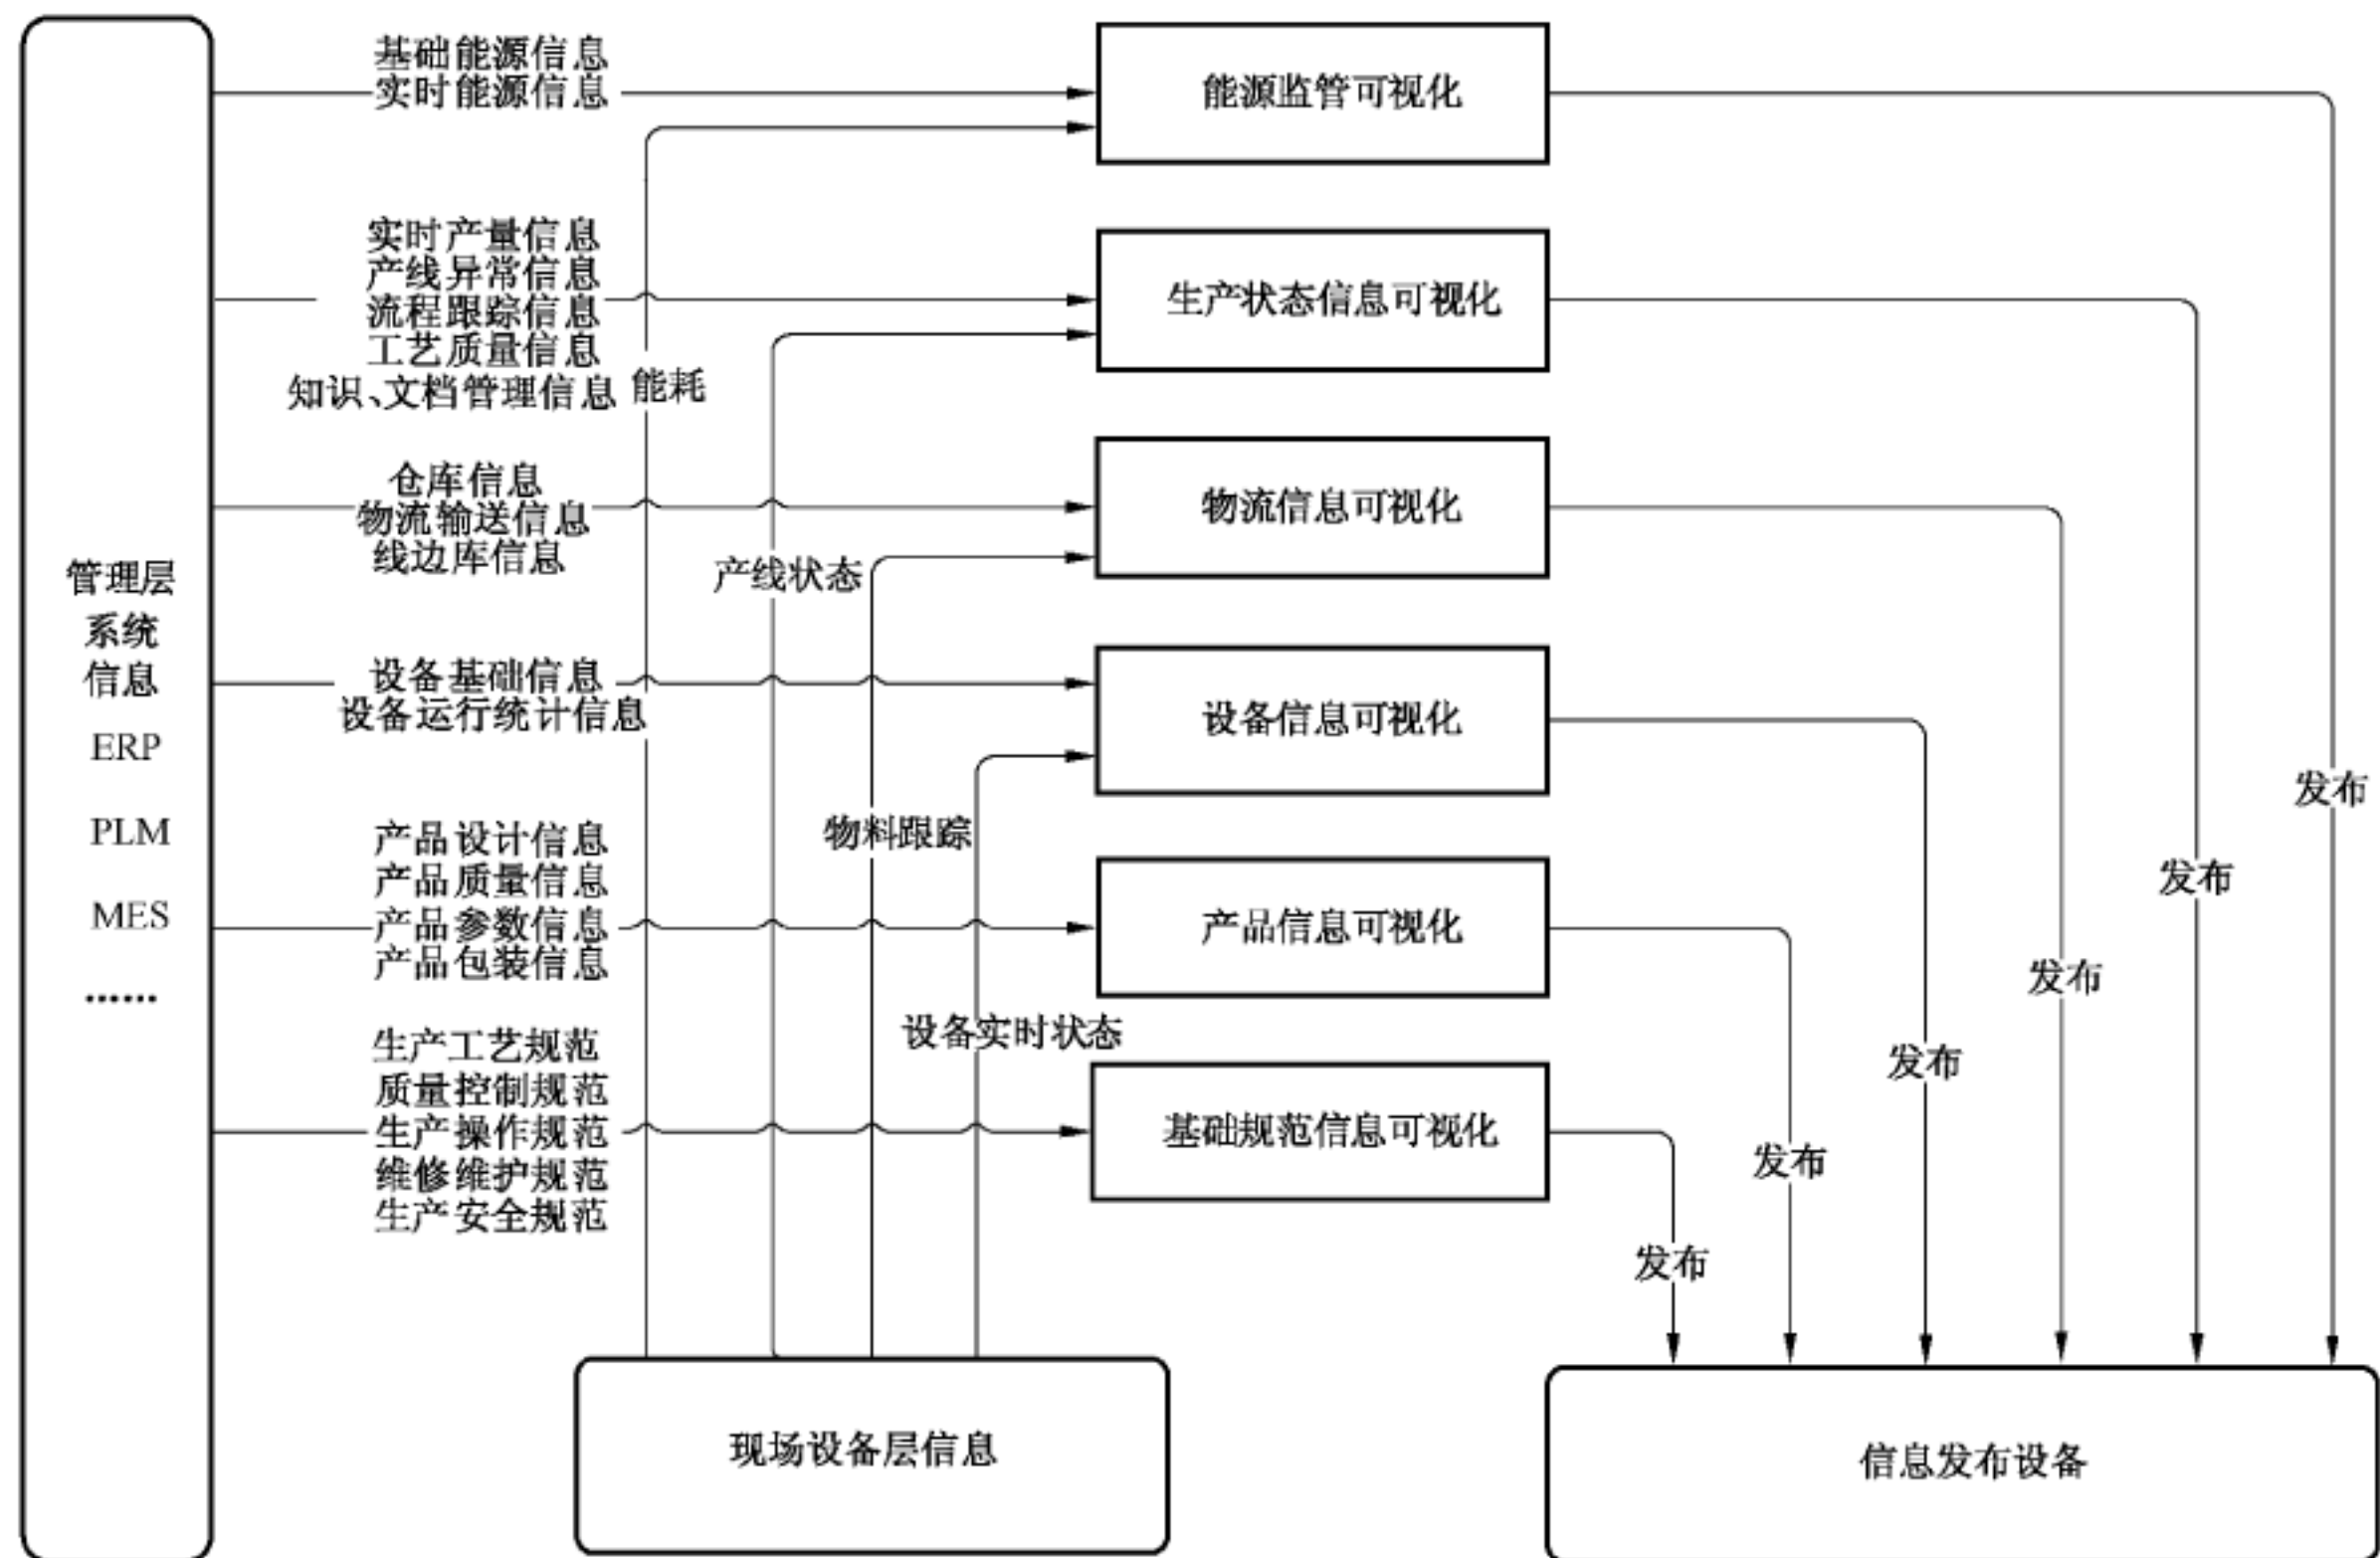 管理层
系统
信息
ERP
PLM
MES
……
基础能源信息
实时能源信息
实时产量信息
产线异常信息
流程跟踪信息
工艺质量信息
知识、文档管理信息
仓库信息
物流输送信息
线边库信息
设备基础信息
设备运行统计信息
产品设计信息
产品质量信息
产品参数信息
产品包装信息
生产工艺规范
质量控制规范
生产操作规范
维修维护规范
生产安全规范
能耗
产线状态
物料跟踪
设备实时状态
能源监管可视化
生产状态信息可视化
物流信息可视化
设备信息可视化
产品信息可视化
基础规范信息可视化
发布
发布
发布
发布
发布
发布
现场设备层信息
信息发布设备